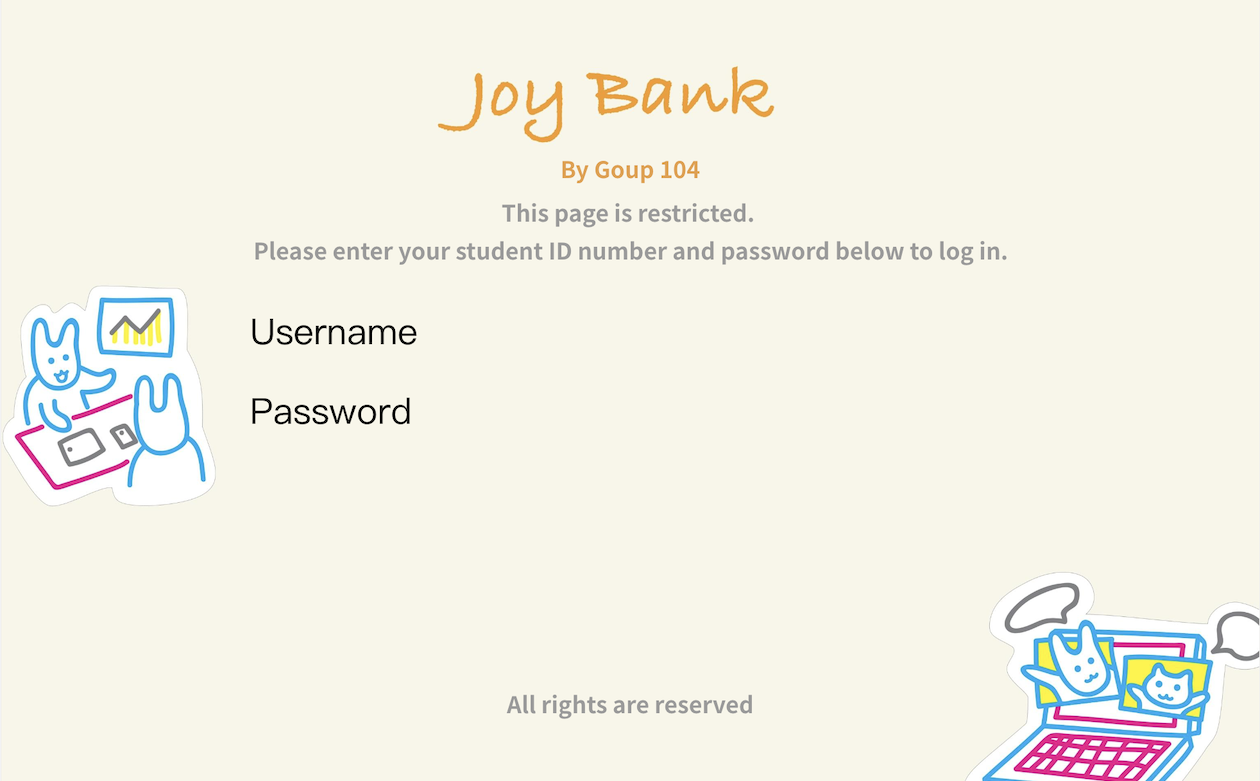 Joy Bank
By Goup 104
This page is restricted.
Please enter your student ID number and password below to log in.
Username
Password
All rights are reserved